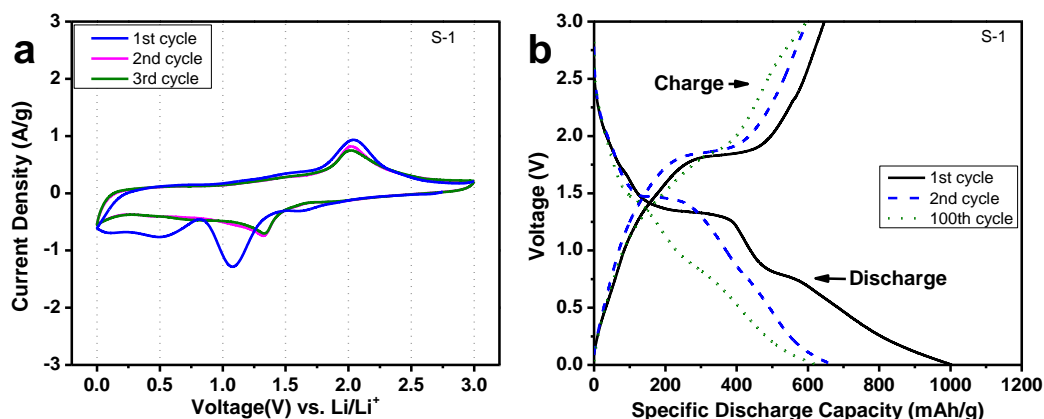 a
S-1
1st cycle
2nd cycle
3rd cycle
Current Density (A/g)
3
2
1
0
-1
-2
-3
0.0 0.5 1.0 1.5 2.0 2.5 3.0
Voltage(V) vs. Li/Li⁺
b
S-1
Charge
1st cycle
2nd cycle
100th cycle
Discharge
Voltage (V)
3.0
2.5
2.0
1.5
1.0
0.5
0.0
0 200 400 600 800 1000 1200
Specific Discharge Capacity (mAh/g)